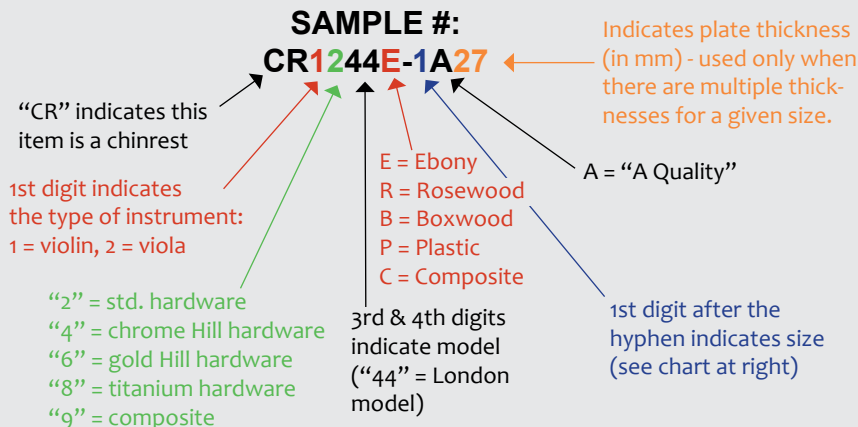 SAMPLE #:
CR1244E-1A27
Indicates plate thickness
(in mm) - used only when
there are multiple thick-
nesses for a given size.
“CR” indicates this
item is a chinrest
A = “A Quality”
1st digit indicates
the type of instrument:
1 = violin, 2 = viola
E = Ebony
R = Rosewood
B = Boxwood
P = Plastic
C = Composite
“2” = std. hardware
“4” = chrome Hill hardware
“6” = gold Hill hardware
“8” = titanium hardware
“9” = composite
3rd & 4th digits
indicate model
(“44” = London
model)
1st digit after the
hyphen indicates size
(see chart at right)